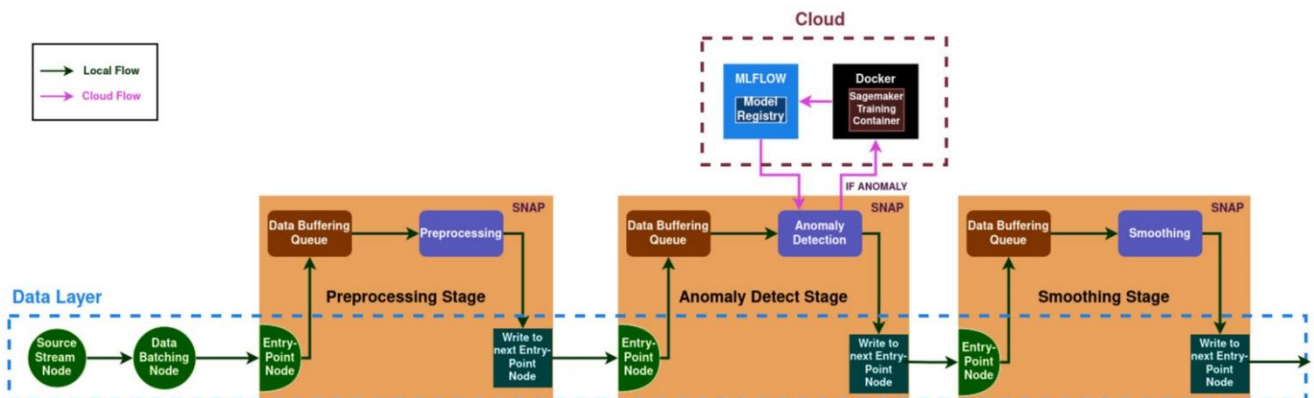 Cloud
Local Flow
Cloud Flow
MLFLOW
Model
Registry
Docker
Sagemaker
Training
Container
IF ANOMALY
SNAP
Data Buffering
Queue
Preprocessing
Preprocessing Stage
SNAP
Data Buffering
Queue
Anomaly
Detection
Anomaly Detect Stage
SNAP
Data Buffering
Queue
Smoothing
Smoothing Stage
Data Layer
Source
Stream
Node
Data
Batching
Node
Entry-
Point
Node
Write to
next Entry-
Point
Node
Entry-
Point
Node
Write to
next Entry-
Point
Node
Entry-
Point
Node
Write to
next Entry-
Point
Node